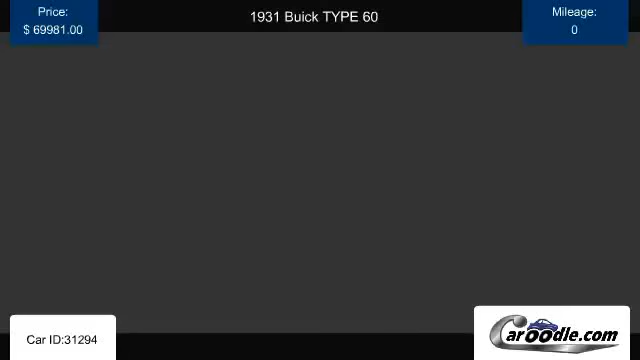 Price:
$ 69981.00
1931 Buick TYPE 60
Mileage:
0
Car ID:31294
Caroodle.com